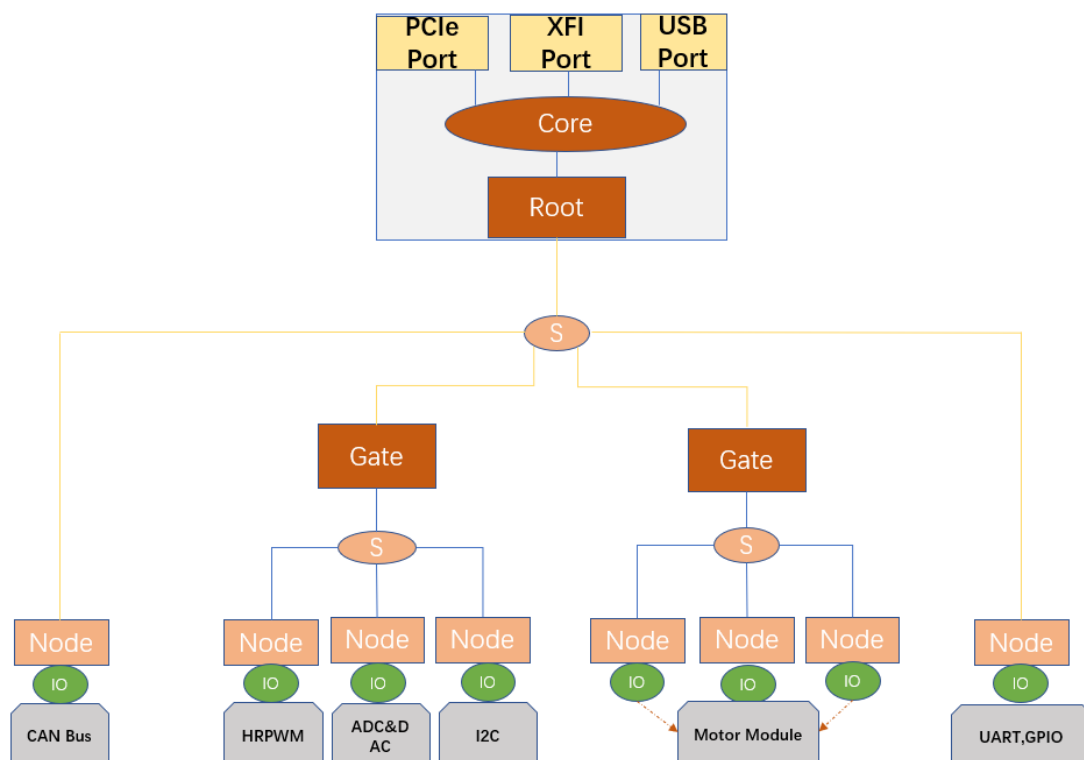 PCIe
Port
XFI
Port
USB
Port
Core
Root
S
Gate
Gate
S
S
Node
Node
Node
Node
Node
Node
Node
Node
IO
IO
IO
IO
IO
IO
IO
IO
CAN Bus
HRPWM
ADC&D
AC
I2C
Motor Module
UART,GPIO